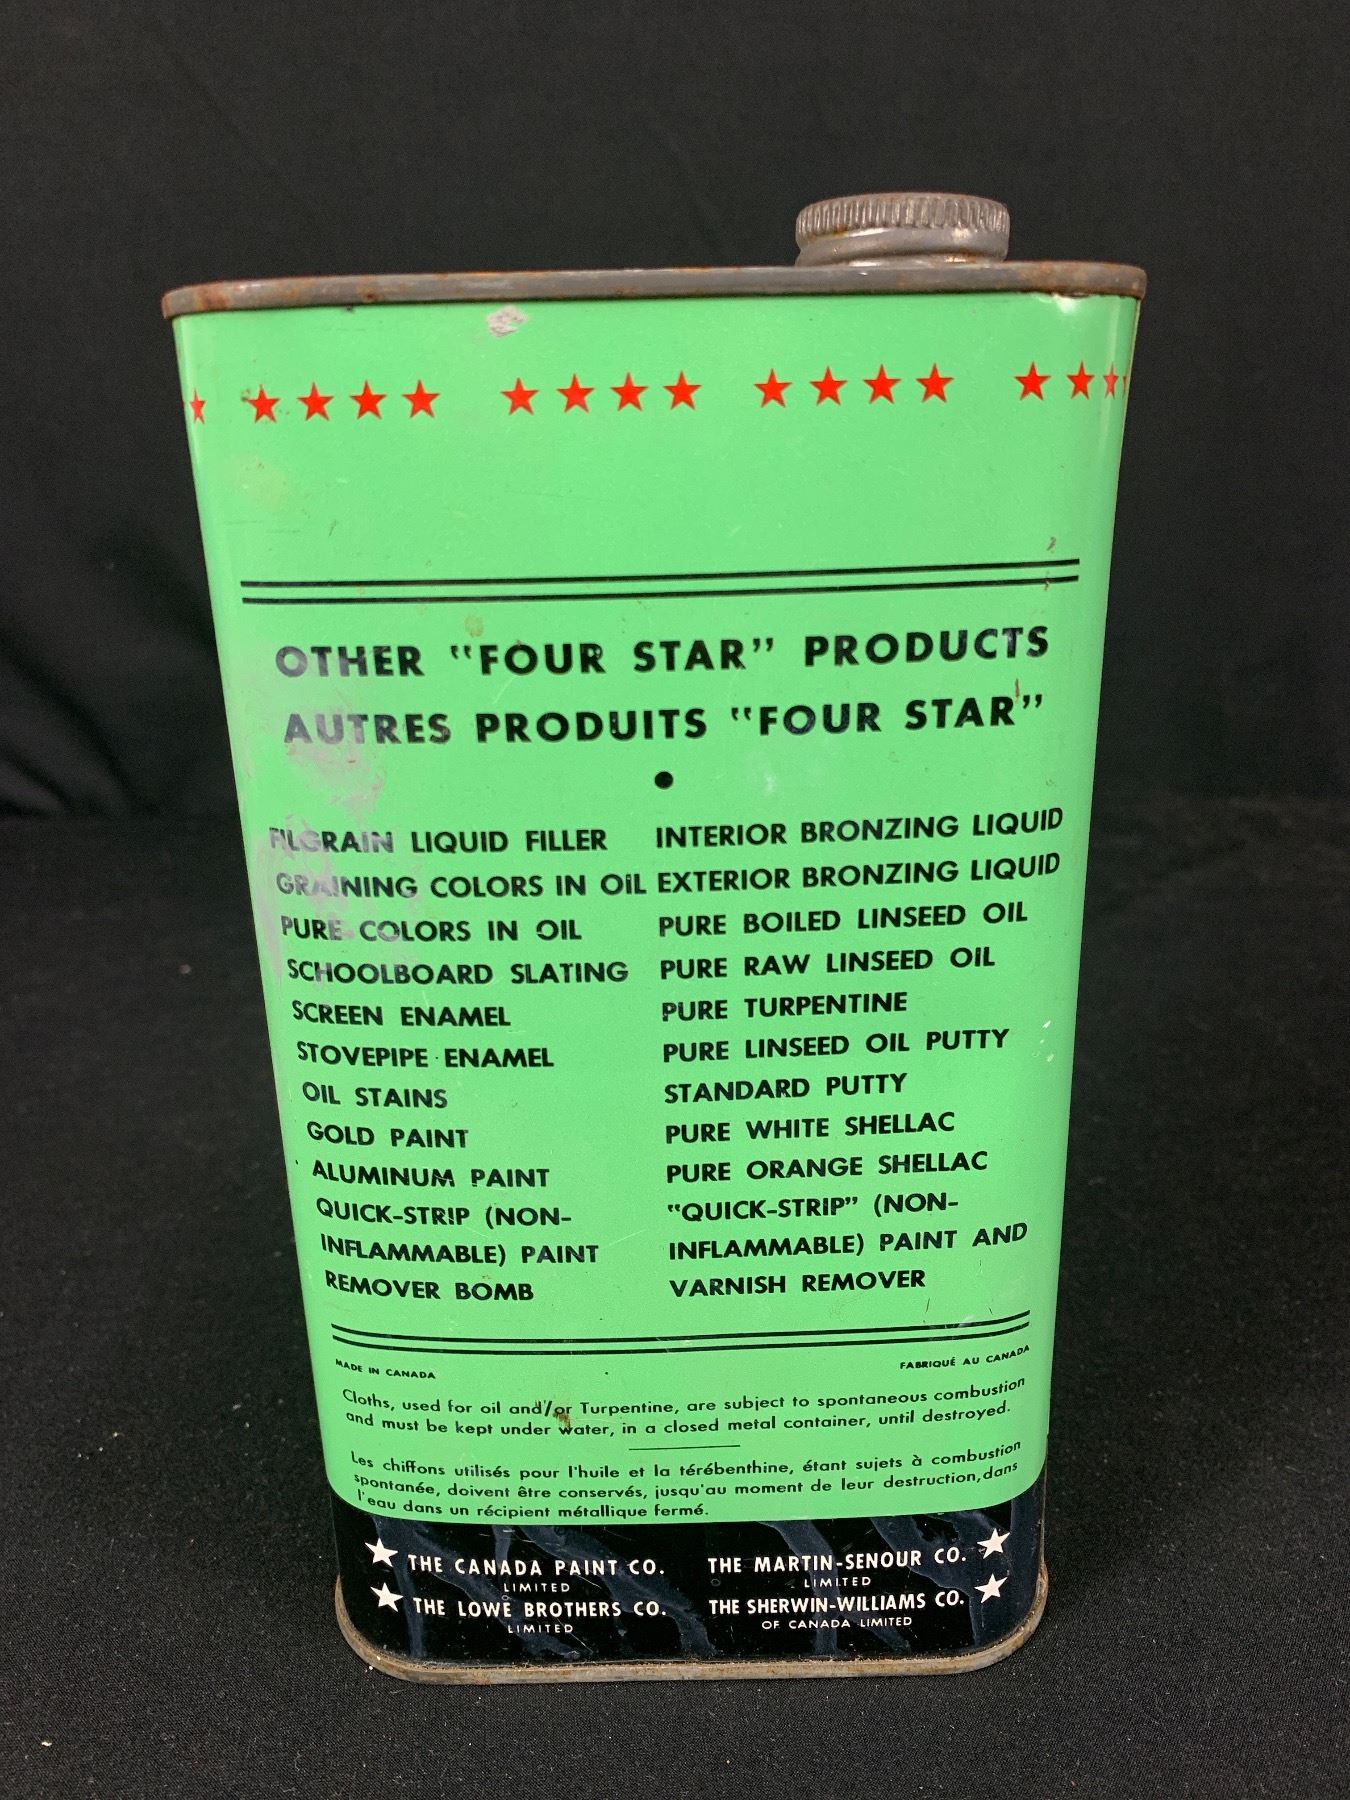 OTHER "FOUR STAR" PRODUCTS
AUTRES PRODUITS "FOUR STAR"
FILGRAIN LIQUID FILLER
GRAINING COLORS IN OIL
PURE COLORS IN OIL
SCHOOLBOARD SLATING
SCREEN ENAMEL
STOVEPIPE ENAMEL
OIL STAINS
GOLD PAINT
ALUMINUM PAINT
QUICK-STRIP (NON-
INFLAMMABLE) PAINT
REMOVER BOMB
INTERIOR BRONZING LIQUID
EXTERIOR BRONZING LIQUID
PURE BOILED LINSEED OIL
PURE RAW LINSEED OIL
PURE TURPENTINE
PURE LINSEED OIL PUTTY
STANDARD PUTTY
PURE WHITE SHELLAC
PURE ORANGE SHELLAC
"QUICK-STRIP" (NON-
INFLAMMABLE) PAINT AND
VARNISH REMOVER
MADE IN CANADA
FABRIQUÉ AU CANADA
Cloths, used for oil and/or Turpentine, are subject to spontaneous combustion
and must be kept under water, in a closed metal container, until destroyed.
Les chiffons utilisés pour l'huile et la térébenthine, étant sujets à combustion
spontanée, doivent être conservés, jusqu'au moment de leur destruction, dans
l'eau dans un récipient métallique fermé.
THE CANADA PAINT CO.
LIMITED
THE LOWE BROTHERS CO.
LIMITED
THE MARTIN-SENOUR CO.
LIMITED
THE SHERWIN-WILLIAMS CO.
OF CANADA LIMITED